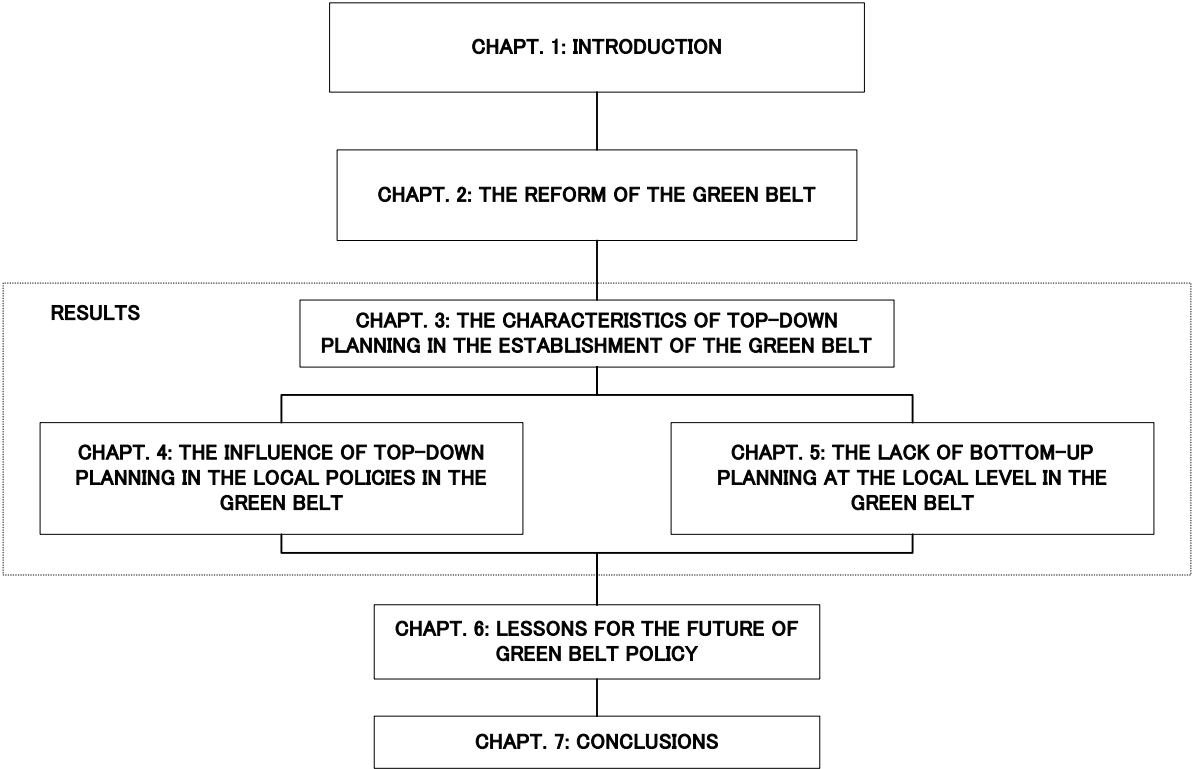 CHAPT. 1: INTRODUCTION
CHAPT. 2: THE REFORM OF THE GREEN BELT
RESULTS
CHAPT. 3: THE CHARACTERISTICS OF TOP-DOWN
PLANNING IN THE ESTABLISHMENT OF THE GREEN BELT
CHAPT. 4: THE INFLUENCE OF TOP-DOWN
PLANNING IN THE LOCAL POLICIES IN THE
GREEN BELT
CHAPT. 5: THE LACK OF BOTTOM-UP
PLANNING AT THE LOCAL LEVEL IN THE
GREEN BELT
CHAPT. 6: LESSONS FOR THE FUTURE OF
GREEN BELT POLICY
CHAPT. 7: CONCLUSIONS